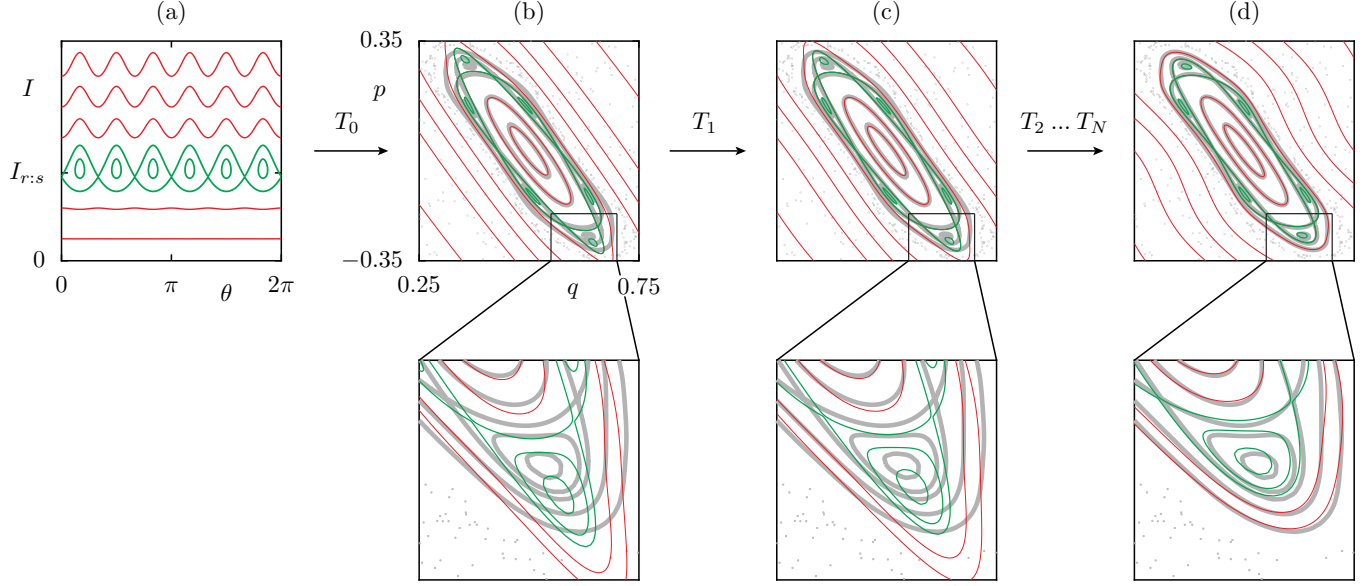 (a)
(b)
(c)
(d)
I
I_{r:s}
0
0
π
θ
2π
T_0
0.35
p
−0.35
0.25
q
0.75
T_1
T_2 ... T_N